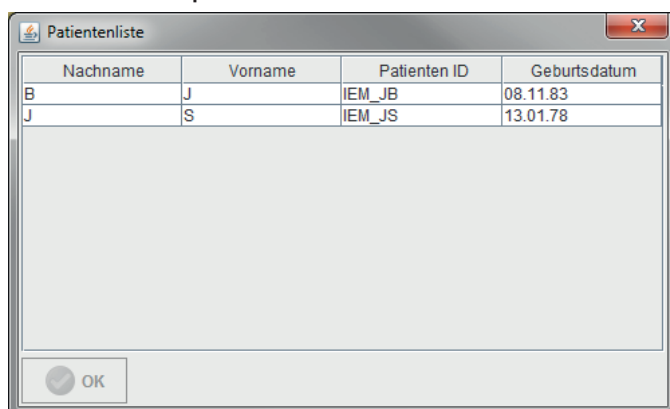 Patientenliste
Nachname Vorname Patienten ID Geburtsdatum
B J IEM_JB 08.11.83
J S IEM_JS 13.01.78
OK